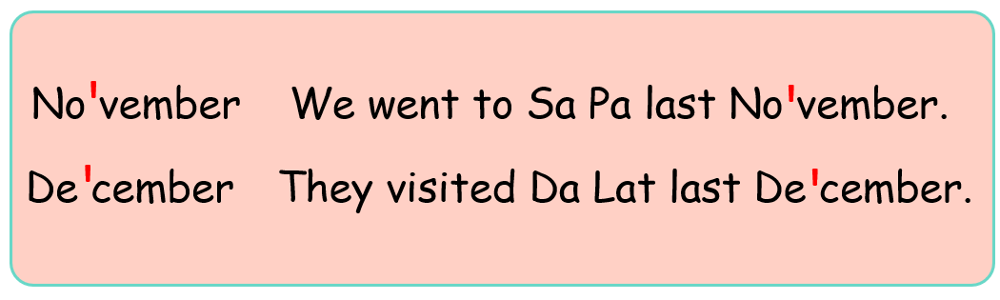 No'vember We went to Sa Pa last No'vember.
De'cember They visited Da Lat last De'cember.